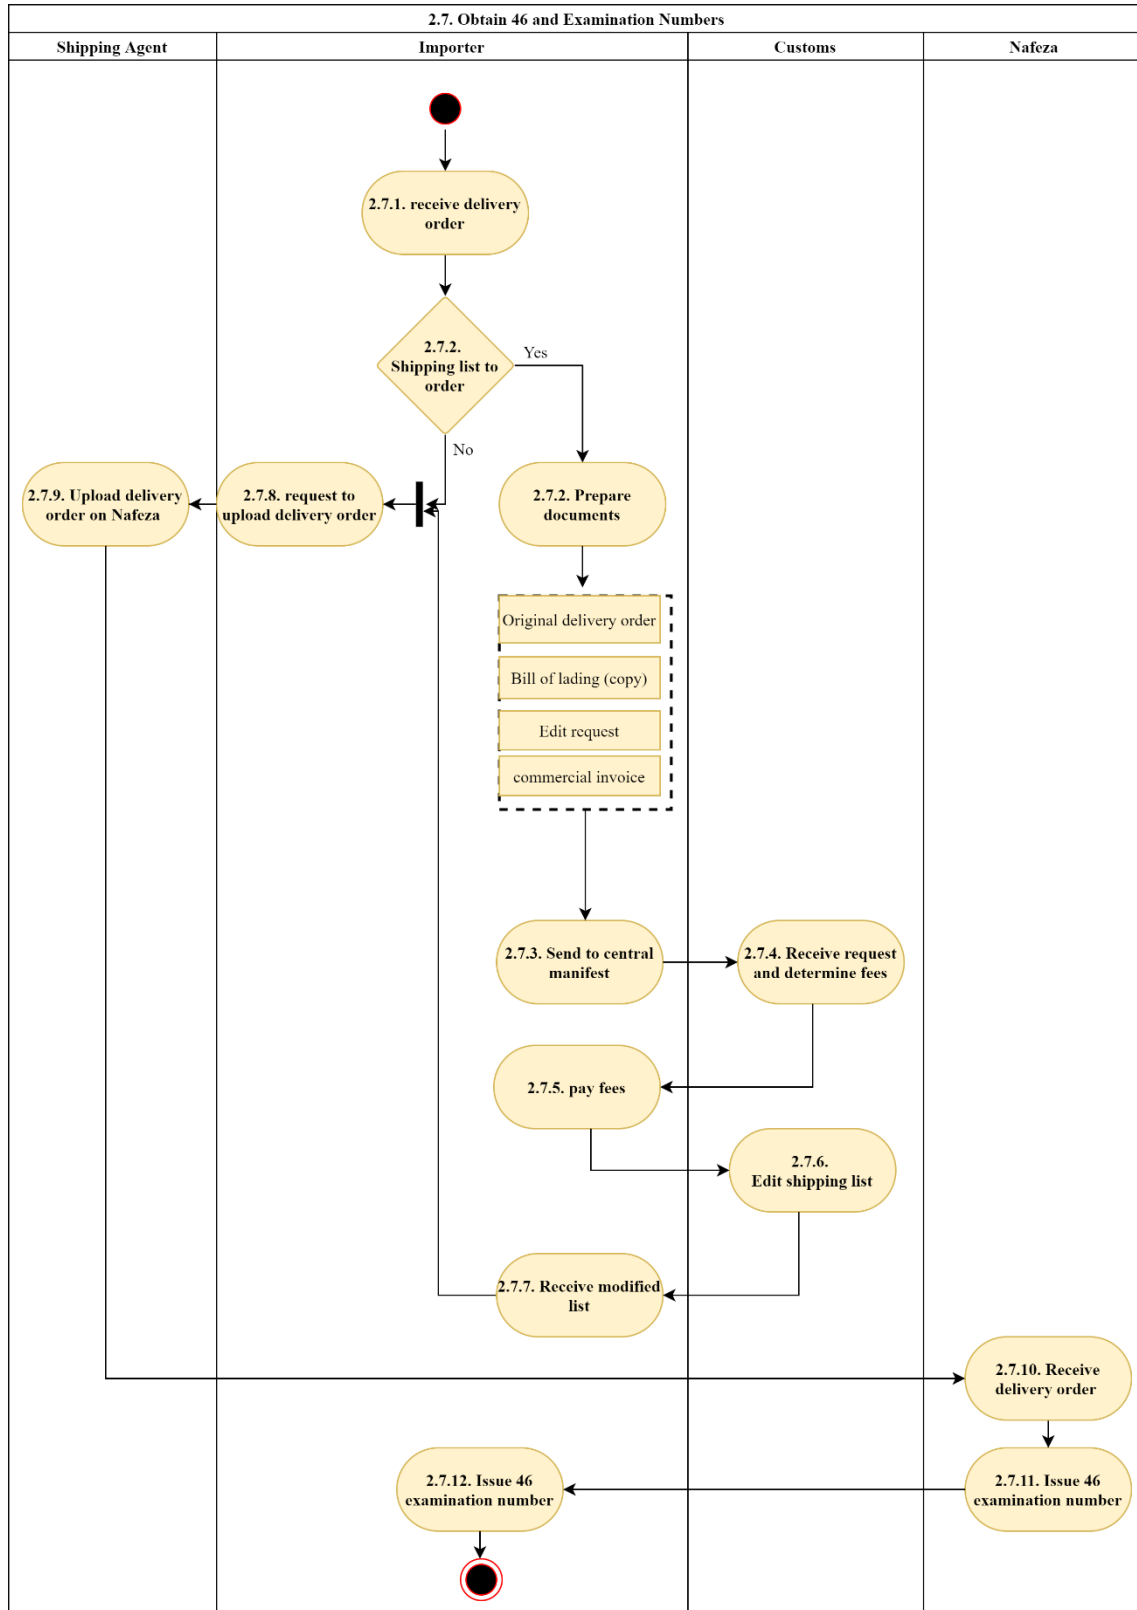 2.7. Obtain 46 and Examination Numbers
Shipping Agent
Importer
Customs
Nafeza
2.7.1. receive delivery
order
2.7.2.
Shipping list to
order
Yes
No
2.7.9. Upload delivery
order on Nafeza
2.7.8. request to
upload delivery order
2.7.2. Prepare
documents
Original delivery order
Bill of lading (copy)
Edit request
commercial invoice
2.7.3. Send to central
manifest
2.7.4. Receive request
and determine fees
2.7.5. pay fees
2.7.6.
Edit shipping list
2.7.7. Receive modified
list
2.7.10. Receive
delivery order
2.7.12. Issue 46
examination number
2.7.11. Issue 46
examination number